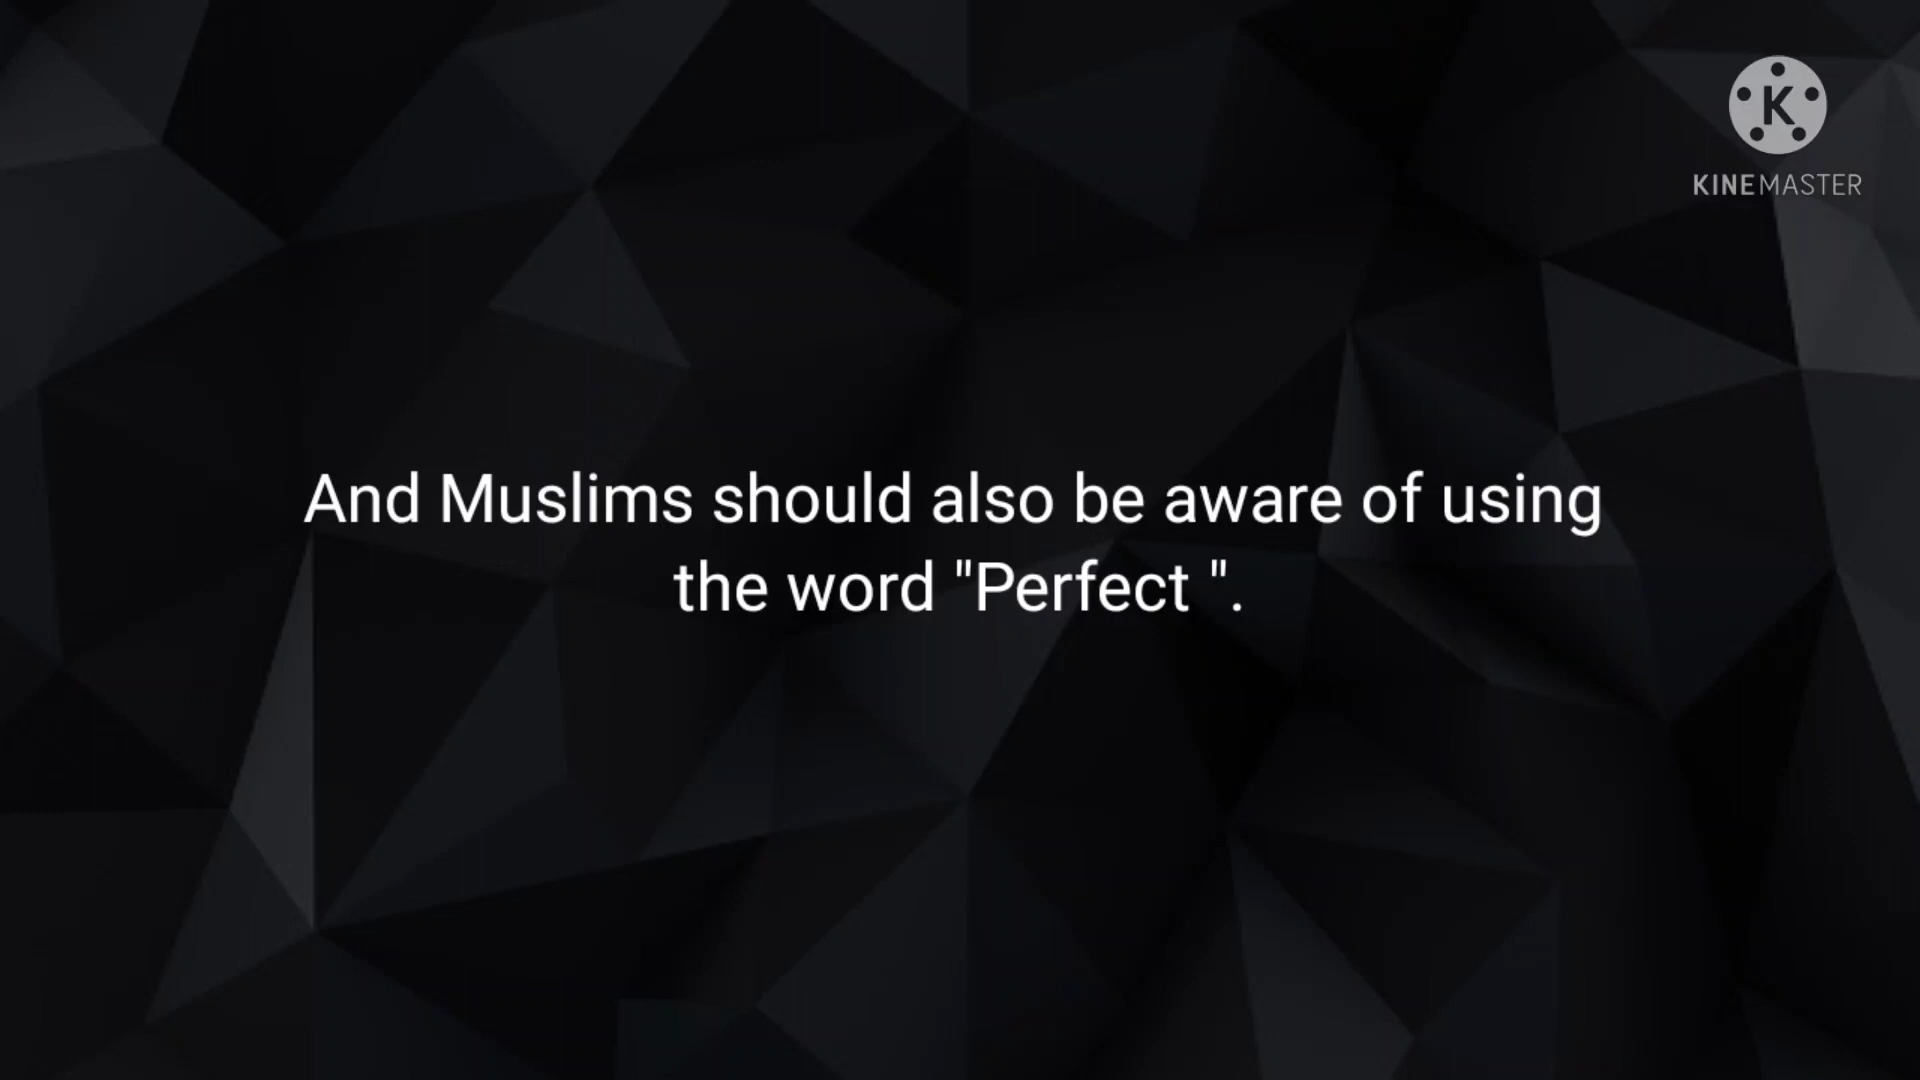 K
KINEMASTER
And Muslims should also be aware of using
the word "Perfect ".